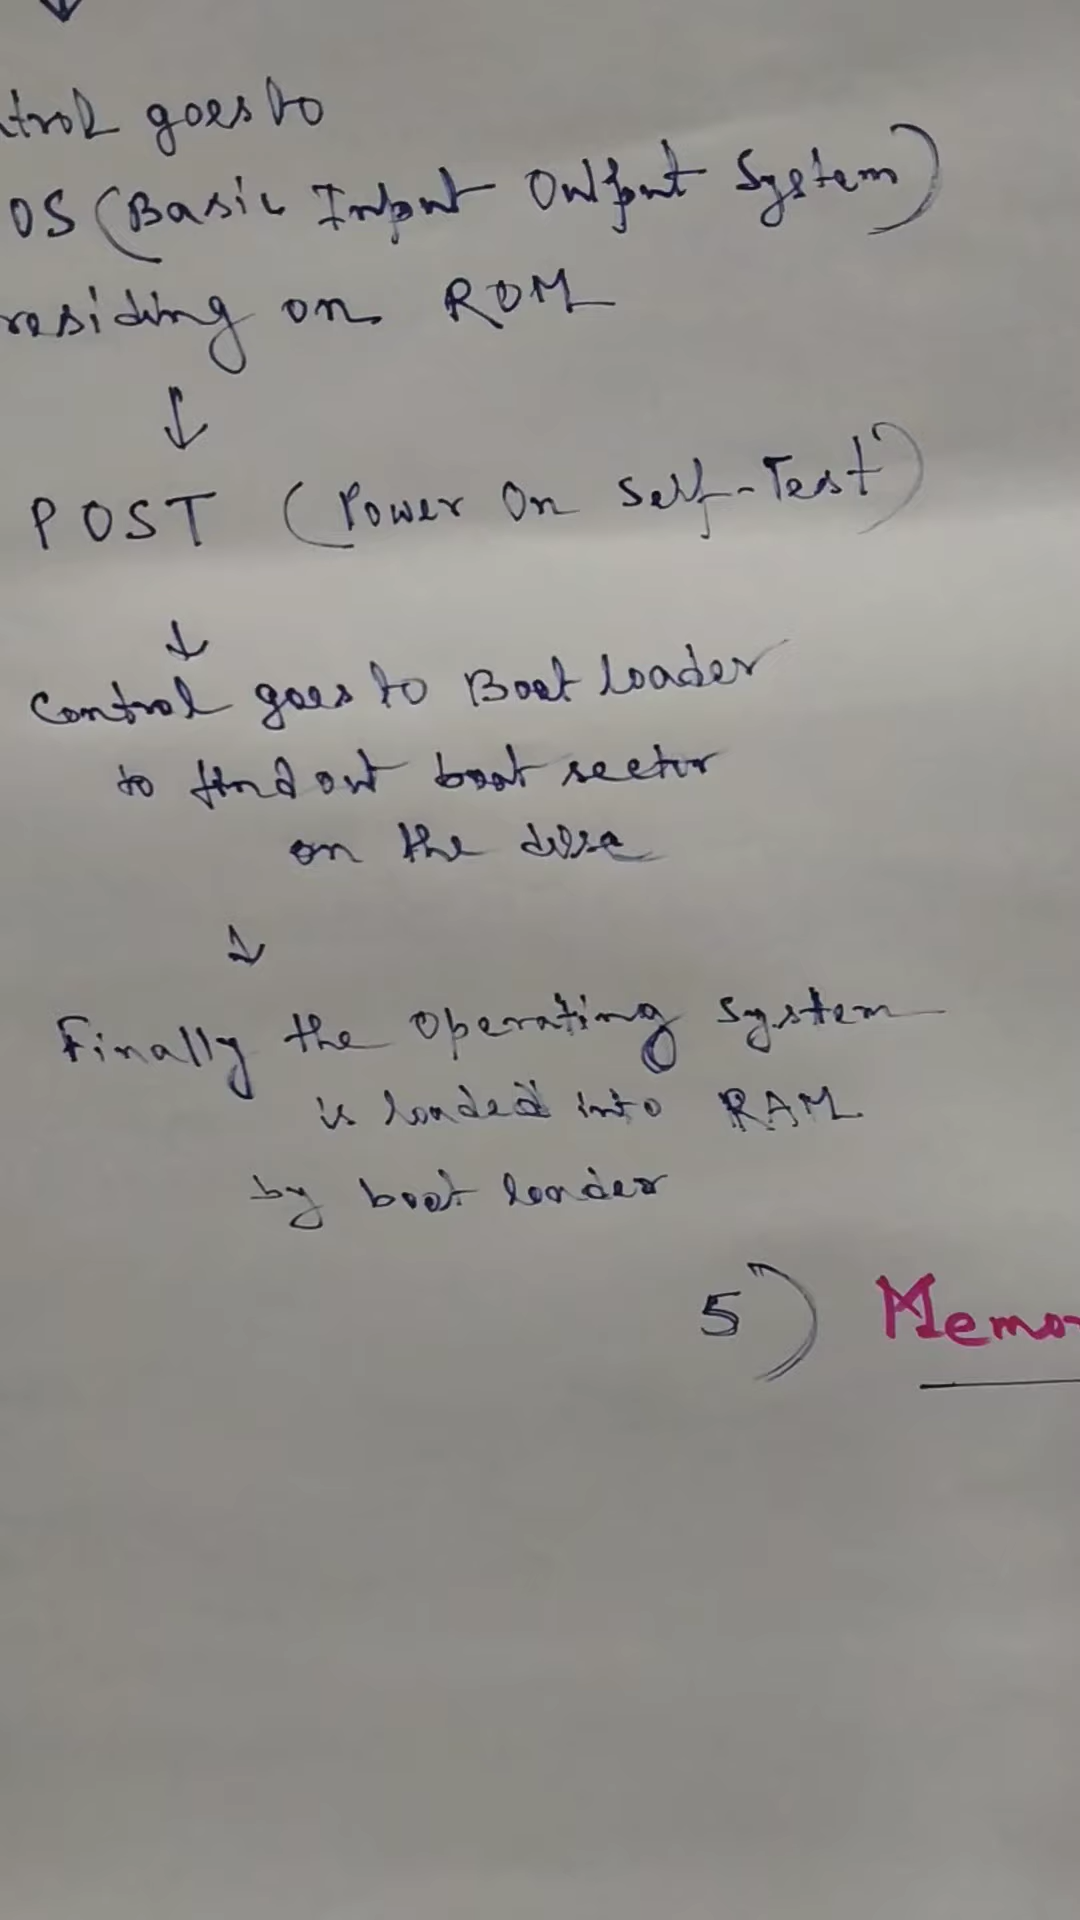 ntrol goes to
OS (Basic Input Output System)
residing on ROM
↓
POST (Power On Self-Test)
↓
Control goes to Boot loader
to find out boot sector
on the disc
↓
Finally the Operating System
is loaded into RAM
by boot loader
5) Memo